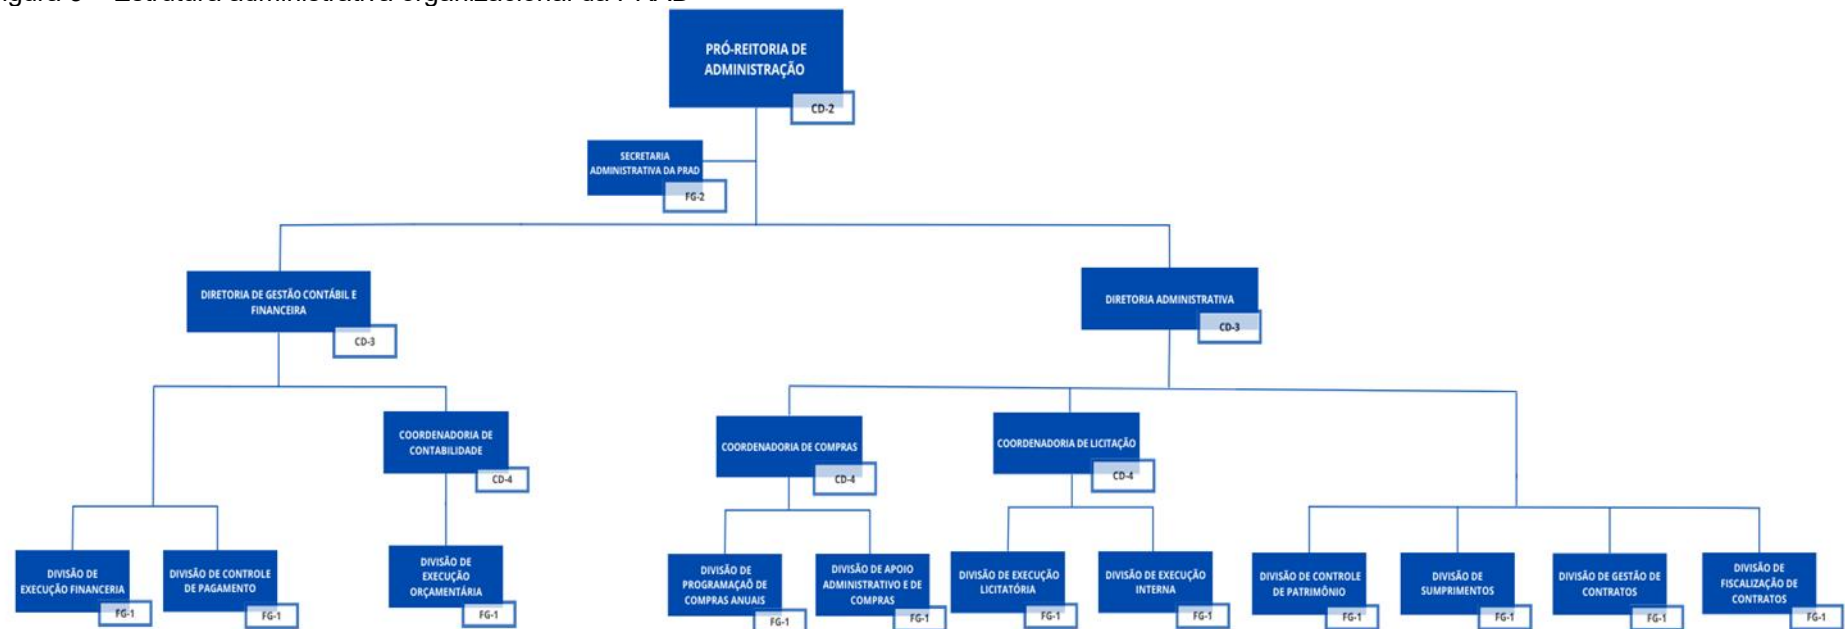 PRÓ-REITORIA DE
ADMINISTRAÇÃO
CD-2
SECRETARIA
ADMINISTRATIVA DA PRAD
FG-2
DIRETORIA DE GESTÃO CONTÁBIL E
FINANCEIRA
CD-3
DIRETORIA ADMINISTRATIVA
CD-3
COORDENADORIA DE
CONTABILIDADE
CD-4
COORDENADORIA DE COMPRAS
CD-4
COORDENADORIA DE LICITAÇÃO
CD-4
DIVISÃO DE
EXECUÇÃO FINANCERIA
FG-1
DIVISÃO DE CONTROLE
DE PAGAMENTO
FG-1
DIVISÃO DE
EXECUÇÃO
ORÇAMENTÁRIA
FG-1
DIVISÃO DE
PROGRAMAÇAÕ DE
COMPRAS ANUAIS
FG-1
DIVISÃO DE APOIO
ADMINISTRATIVO E DE
COMPRAS
FG-1
DIVISÃO DE EXECUÇÃO
LICITATÓRIA
FG-1
DIVISÃO DE EXECUÇÃO
INTERNA
FG-1
DIVISÃO DE CONTROLE
DE PATRIMÔNIO
FG-1
DIVISÃO DE
SUMPRIMENTOS
FG-1
DIVISÃO DE GESTÃO DE
CONTRATOS
FG-1
DIVISÃO DE
FISCALIZAÇÃO DE
CONTRATOS
FG-1